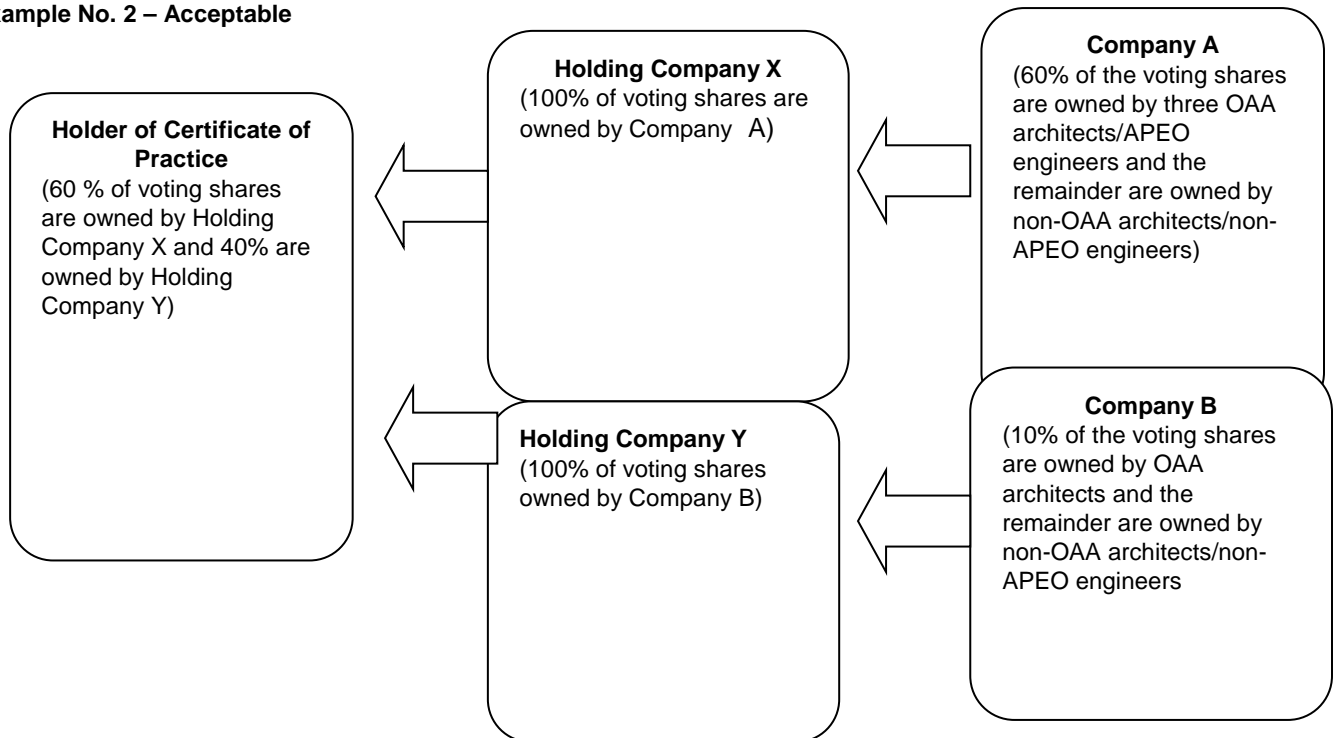 xample No. 2 – Acceptable
Holder of Certificate of
Practice
(60 % of voting shares
are owned by Holding
Company X and 40% are
owned by Holding
Company Y)
Holding Company X
(100% of voting shares are
owned by Company A)
Holding Company Y
(100% of voting shares
owned by Company B)
Company A
(60% of the voting shares
are owned by three OAA
architects/APEO
engineers and the
remainder are owned by
non-OAA architects/non-
APEO engineers)
Company B
(10% of the voting shares
are owned by OAA
architects and the
remainder are owned by
non-OAA architects/non-
APEO engineers